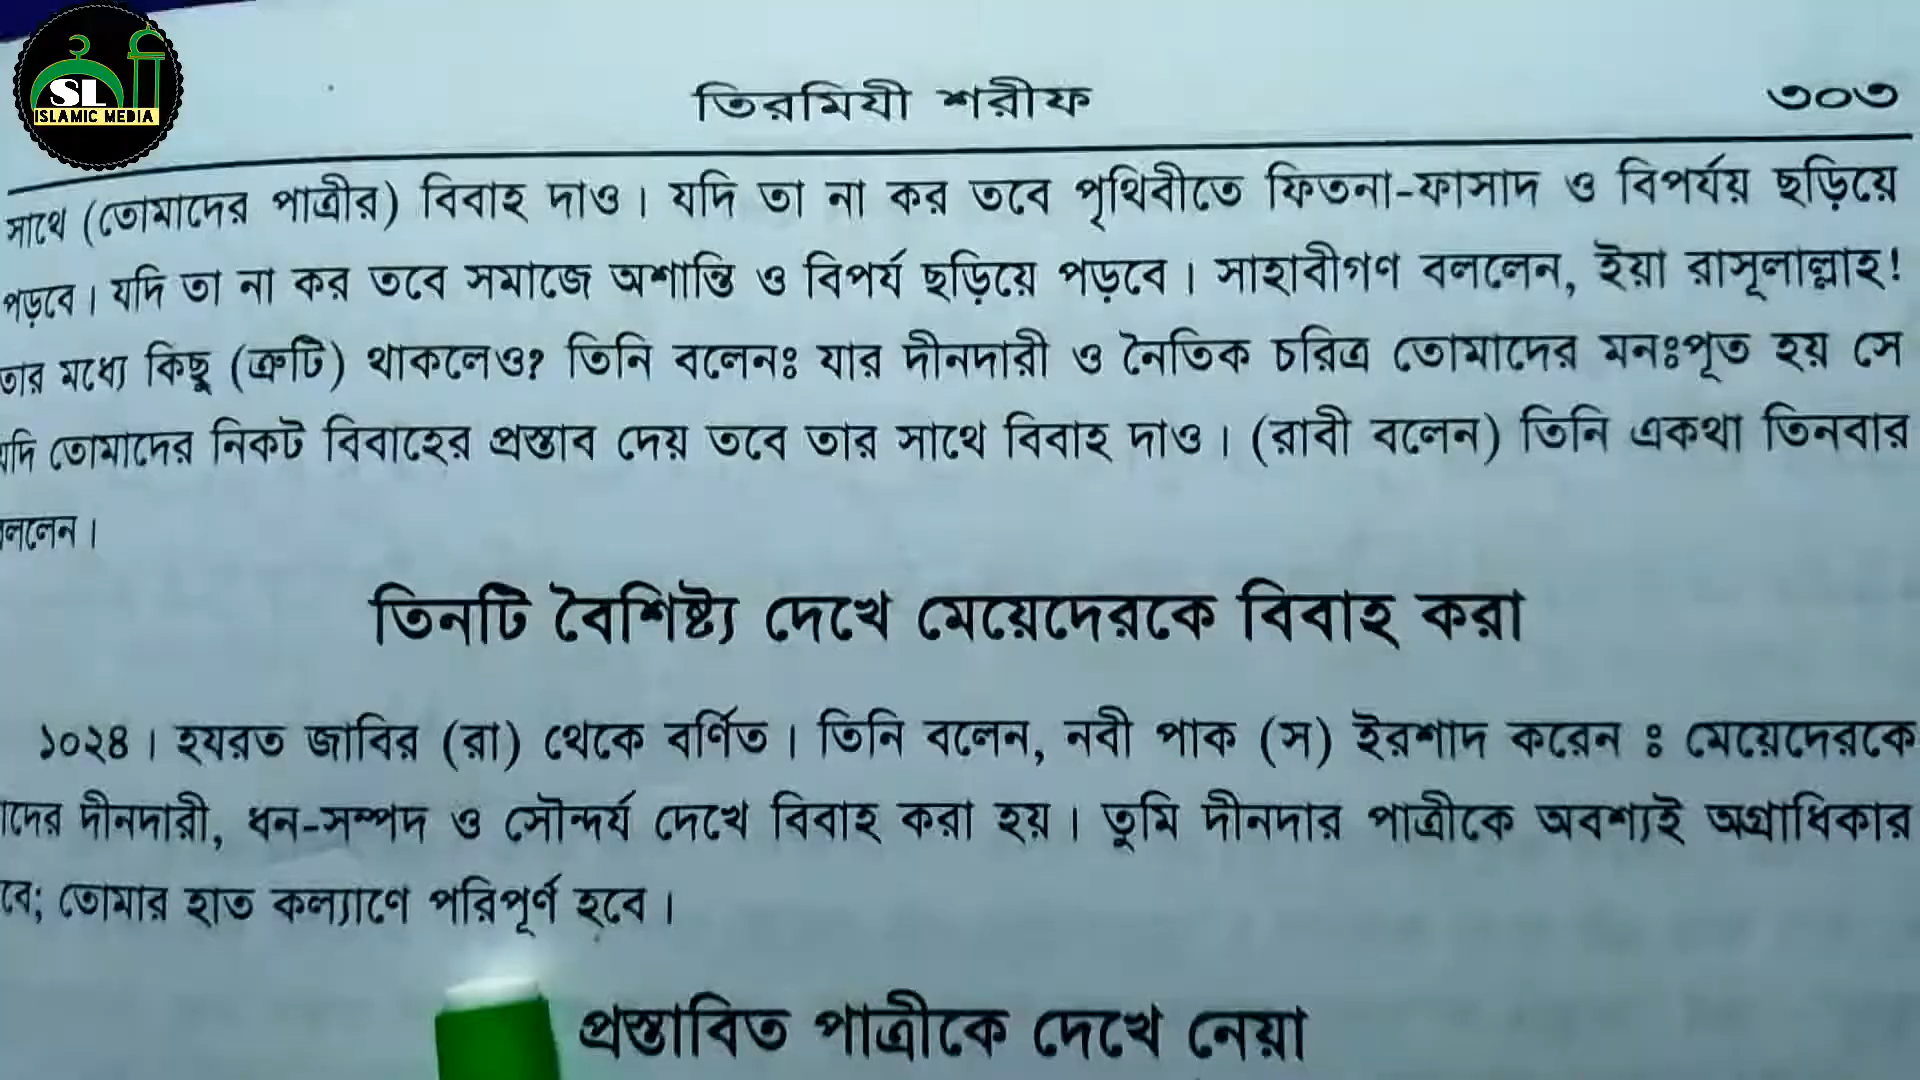 SL
ISLAMIC MEDIA
তিরমিযী শরীফ ৩০৩
সাথে (তোমাদের পাত্রীর) বিবাহ দাও। যদি তা না কর তবে পৃথিবীতে ফিতনা-ফাসাদ ও বিপর্যয় ছড়িয়ে
পড়বে। যদি তা না কর তবে সমাজে অশান্তি ও বিপর্য ছড়িয়ে পড়বে। সাহাবীগণ বললেন, ইয়া রাসূলাল্লাহ!
তার মধ্যে কিছু (ত্রুটি) থাকলেও? তিনি বলেনঃ যার দীনদারী ও নৈতিক চরিত্র তোমাদের মনঃপূত হয় সে
যদি তোমাদের নিকট বিবাহের প্রস্তাব দেয় তবে তার সাথে বিবাহ দাও। (রাবী বলেন) তিনি একথা তিনবার
বললেন।
তিনটি বৈশিষ্ট্য দেখে মেয়েদেরকে বিবাহ করা
১০২৪। হযরত জাবির (রা) থেকে বর্ণিত। তিনি বলেন, নবী পাক (স) ইরশাদ করেন ঃ মেয়েদেরকে
দীনদারী, ধন-সম্পদ ও সৌন্দর্য দেখে বিবাহ করা হয়। তুমি দীনদার পাত্রীকে অবশ্যই অগ্রাধিকার
তোমার হাত কল্যাণে পরিপূর্ণ হবে।
প্রস্তাবিত পাত্রীকে দেখে নেয়া